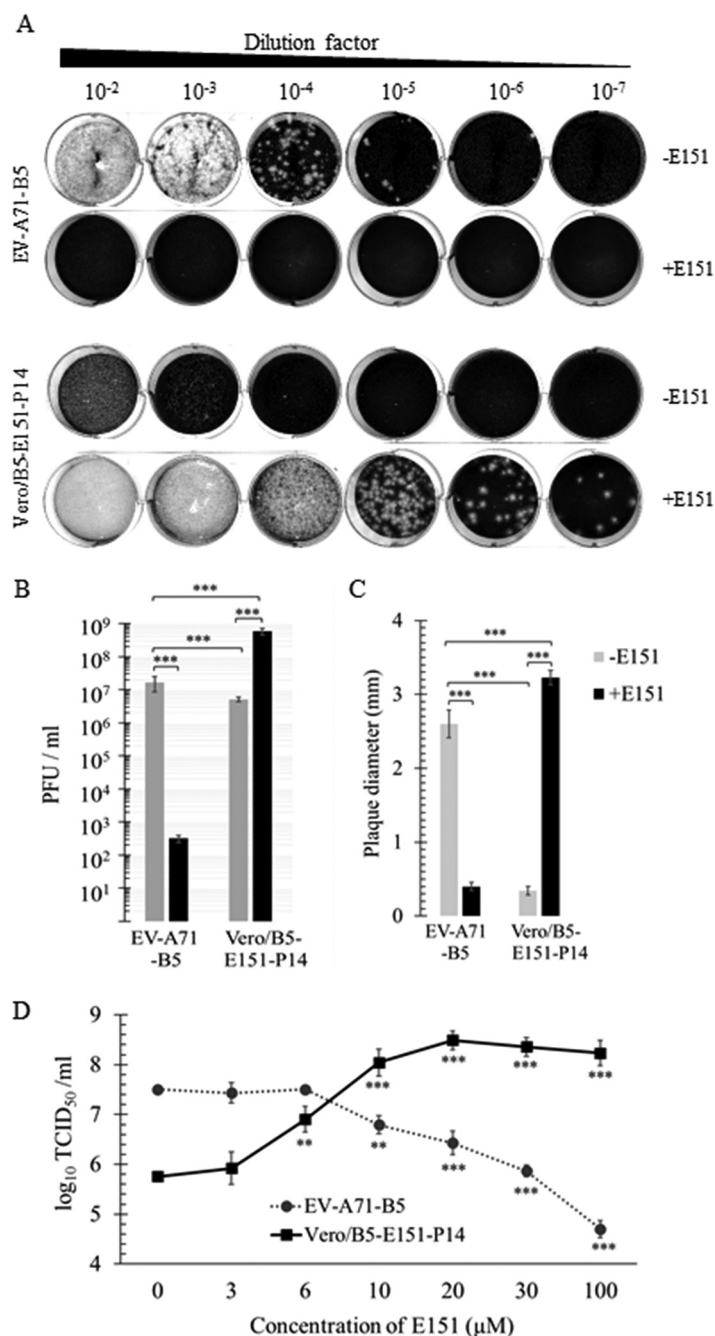 A
Dilution factor
10-2 10-3 10-4 10-5 10-6 10-7
EV-A71-B5
-E151
+E151
Vero/B5-E151-P14
-E151
+E151
B
***
***
***
***
PFU / ml
10⁹
10⁸
10⁷
10⁶
10⁵
10⁴
10³
10²
10¹
EV-A71
-B5
Vero/B5-
E151-P14
C
***
***
***
***
Plaque diameter (mm)
4
3
2
1
0
EV-A71
-B5
Vero/B5-
E151-P14
-E151
+E151
D
log₁₀ TCID₅₀ /ml
9
8
7
6
5
4
** *** *** *** ***
** *** *** ***
EV-A71-B5
Vero/B5-E151-P14
0 3 6 10 20 30 100
Concentration of E151 (µM)